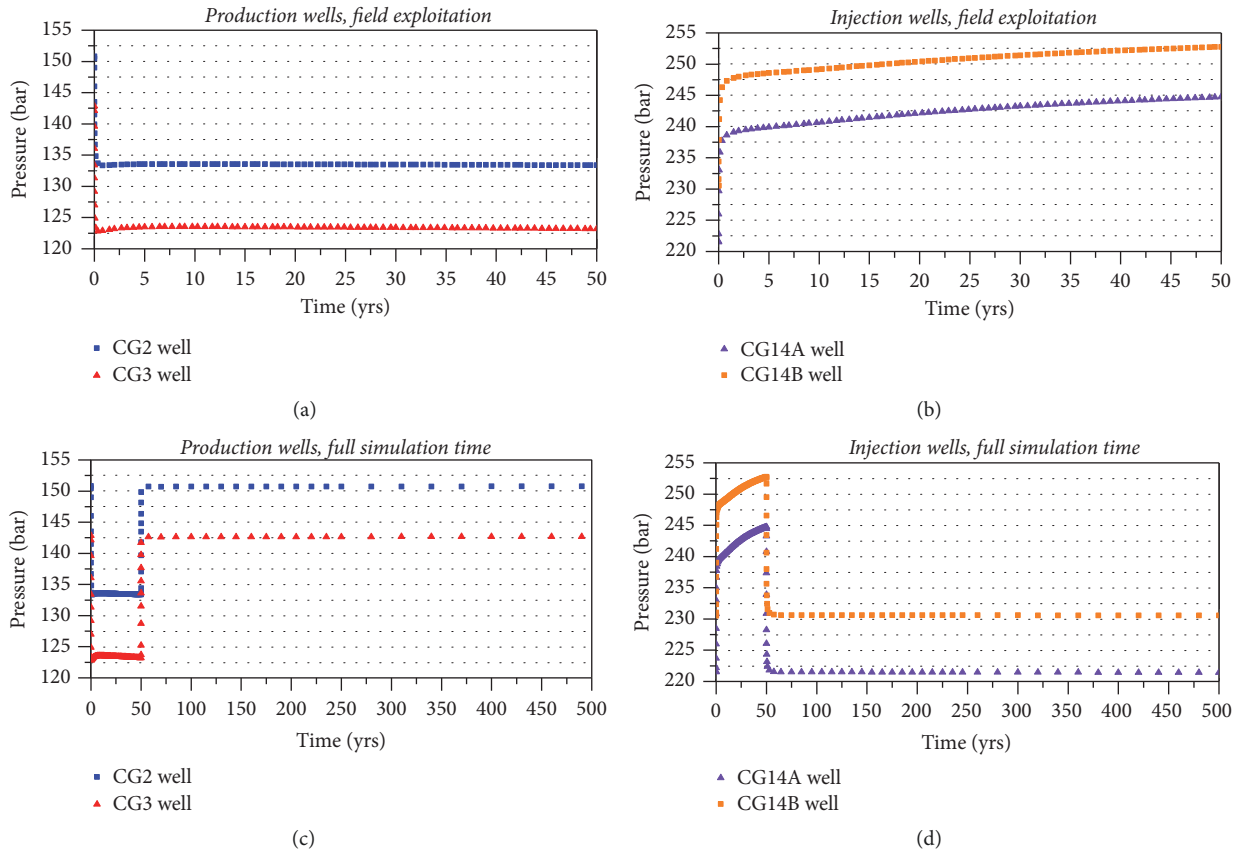 Production wells, field exploitation
155
150
145
140
135
130
125
120
Pressure (bar)
0 5 10 15 20 25 30 35 40 45 50
Time (yrs)
CG2 well
CG3 well
(a)
Injection wells, field exploitation
255
250
245
240
235
230
225
220
Pressure (bar)
0 5 10 15 20 25 30 35 40 45 50
Time (yrs)
CG14A well
CG14B well
(b)
Production wells, full simulation time
155
150
145
140
135
130
125
120
Pressure (bar)
0 50 100 150 200 250 300 350 400 450 500
Time (yrs)
CG2 well
CG3 well
(c)
Injection wells, full simulation time
255
250
245
240
235
230
225
220
Pressure (bar)
0 50 100 150 200 250 300 350 400 450 500
Time (yrs)
CG14A well
CG14B well
(d)